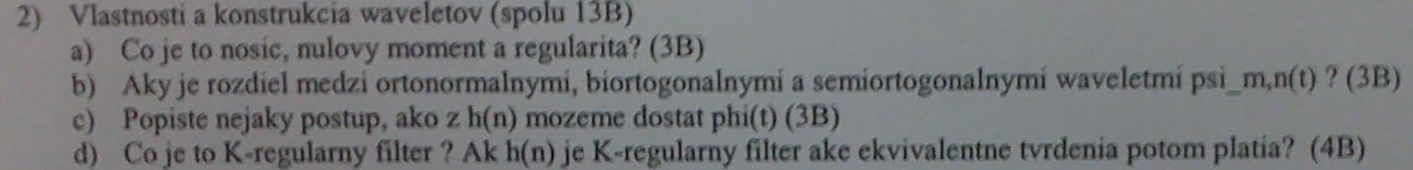 2) Vlastnosti a konstrukcia waveletov (spolu 13B)
a) Co je to nosic, nulovy moment a regularita? (3B)
b) Aky je rozdiel medzi ortonormalnymi, biortogonalnymi a semiortogonalnymi waveletmi psi_m,n(t) ? (3B)
c) Popiste nejaky postup, ako z h(n) mozeme dostat phi(t) (3B)
d) Co je to K-regularny filter ? Ak h(n) je K-regularny filter ake ekvivalentne tvrdenia potom platia? (4B)